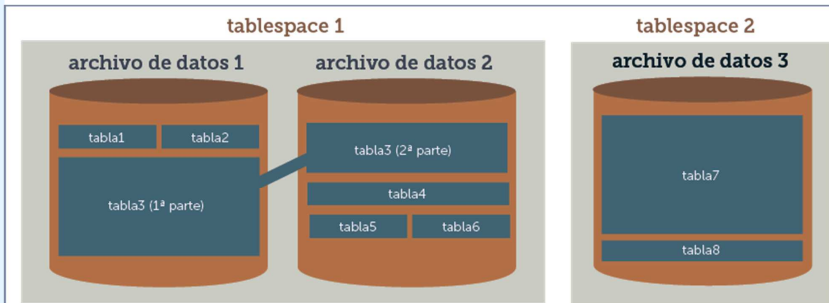 tablespace 1
tablespace 2
archivo de datos 1
archivo de datos 2
archivo de datos 3
tabla1
tabla2
tabla3 (1ª parte)
tabla3 (2ª parte)
tabla4
tabla5
tabla6
tabla7
tabla8